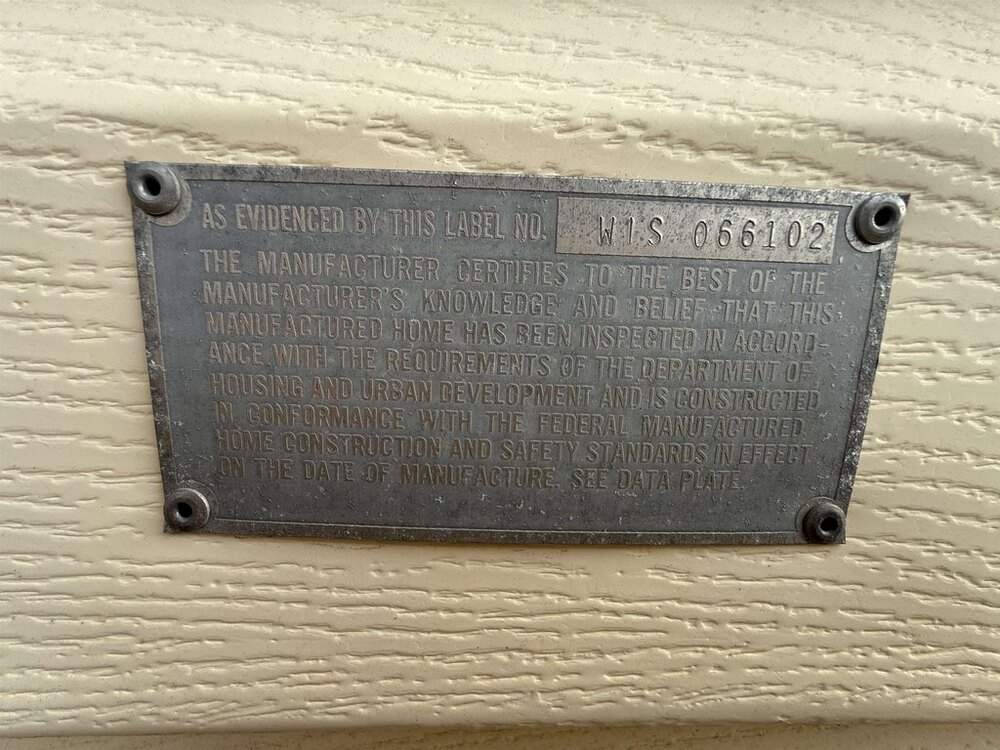 AS EVIDENCED BY THIS LABEL NO. WIS 066102
THE MANUFACTURER CERTIFIES TO THE BEST OF THE
MANUFACTURER'S KNOWLEDGE AND BELIEF THAT THIS
MANUFACTURED HOME HAS BEEN INSPECTED IN ACCORD-
ANCE WITH THE REQUIREMENTS OF THE DEPARTMENT OF
HOUSING AND URBAN DEVELOPMENT AND IS CONSTRUCTED
IN CONFORMANCE WITH THE FEDERAL MANUFACTURED
HOME CONSTRUCTION AND SAFETY STANDARDS IN EFFECT
ON THE DATE OF MANUFACTURE. SEE DATA PLATE.